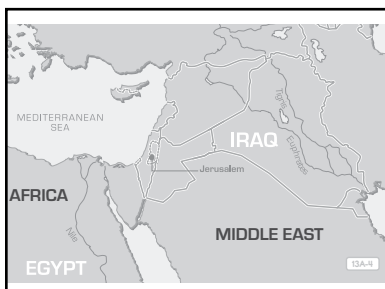 MEDITERRANEAN
SEA
IRAQ
Tigris
Euphrates
Jerusalem
AFRICA
Nile
MIDDLE EAST
EGYPT
13A-4